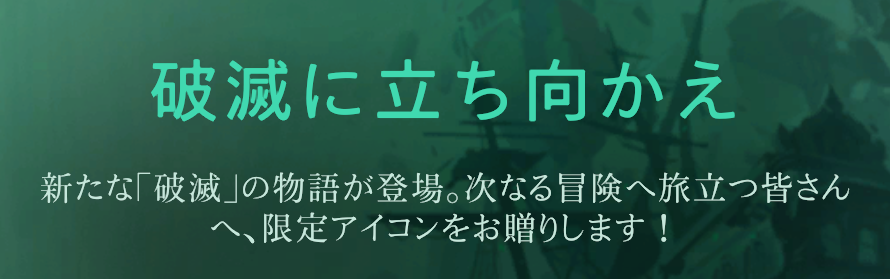 破滅に立ち向かえ
新たな「破滅」の物語が登場。次なる冒険へ旅立つ皆さん
へ、限定アイコンをお贈りします！